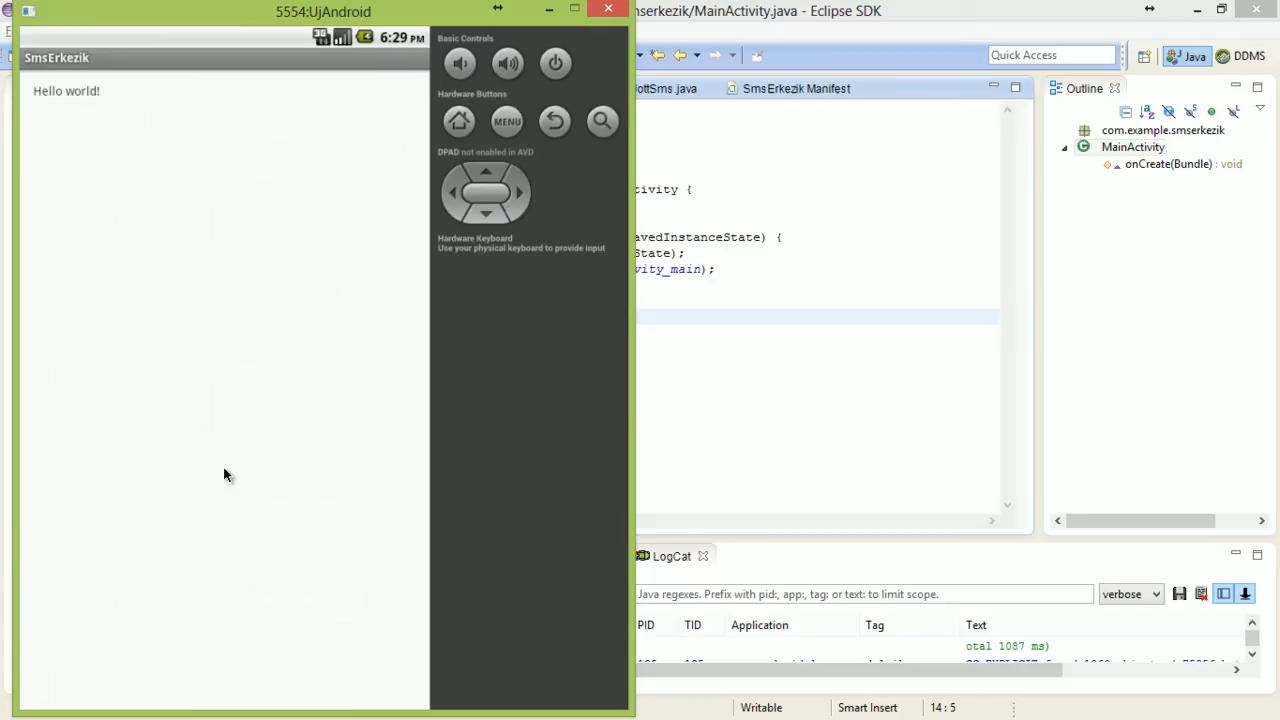 5554:UjAndroid
3G
6:29 PM
SmsErkezik
Hello world!
Basic Controls
Hardware Buttons
MENU
DPAD not enabled in AVD
Hardware Keyboard
Use your physical keyboard to provide input
serkezik/MainActivity.java - Eclipse SDK
Quick Access
Java
DDMS
ottSms.java
SmsErkezik Manifest
Outline
com.example.smserkezik
MainActivity
onCreate(Bundle) : void
tivity {
avedInstanceState) {
State);
vity_main);
LogCat
Java regexes. Prefix with pid:, app:, tag: or text: to limit scope.
verbose
PID
TID
Application
Tag
Text
otal 1087 ms)
Writable
Smart Insert
14 : 5